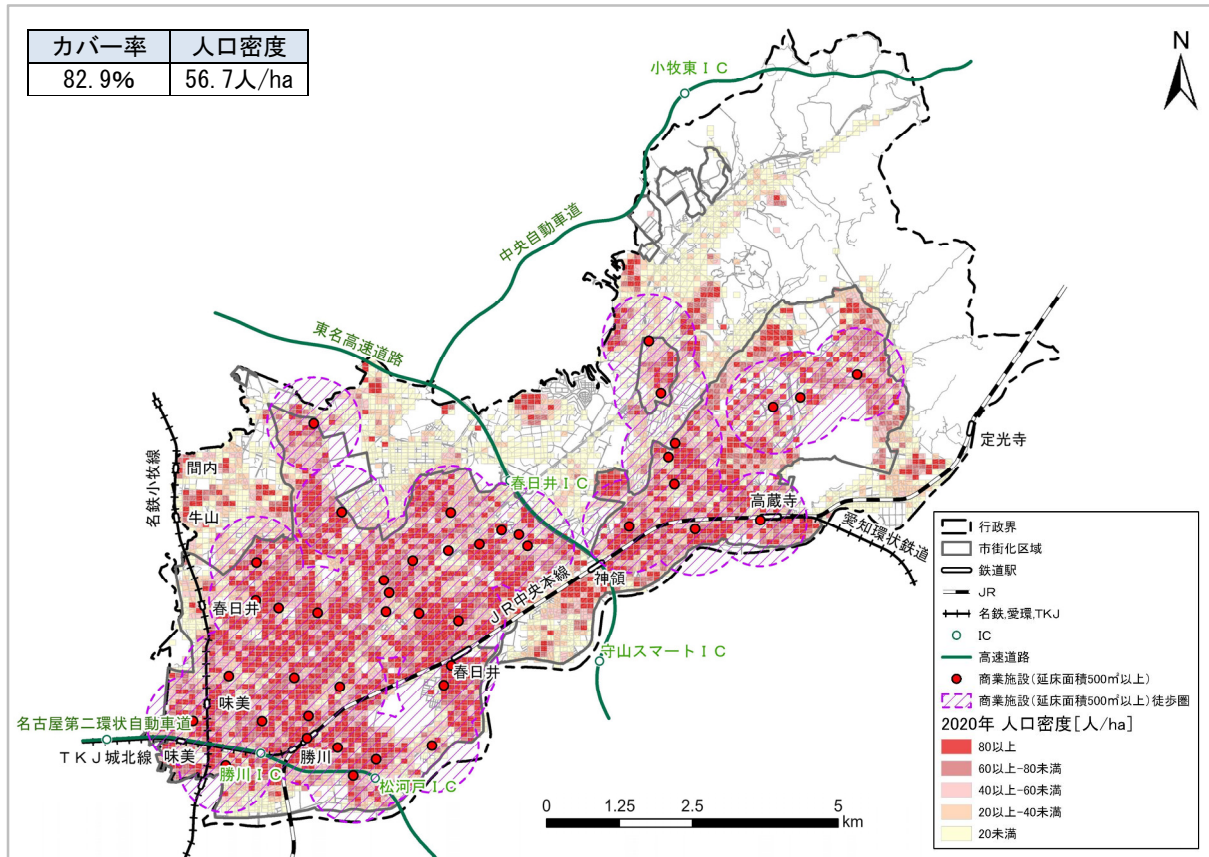 カバー率 人口密度
82.9% 56.7人/ha
N
小牧東IC
中央自動車道
東名高速道路
名鉄小牧線
間内
牛山
春日井IC
定光寺
高蔵寺
愛知環状鉄道
神領
JR中央本線
春日井
守山スマートIC
春日井
味美
名古屋第二環状自動車道
TKJ城北線
味美
勝川
勝川IC
松河戸IC
0 1.25 2.5 5
km
行政界
市街化区域
鉄道駅
JR
名鉄,愛環,TKJ
IC
高速道路
商業施設(延床面積500㎡以上)
商業施設(延床面積500㎡以上)徒歩圏
2020年 人口密度[人/ha]
80以上
60以上-80未満
40以上-60未満
20以上-40未満
20未満